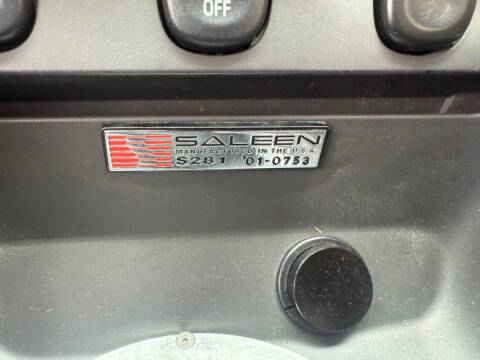 OFF
SALEEN
MANUFACTURED IN THE U.S.A.
S281 '01-0753